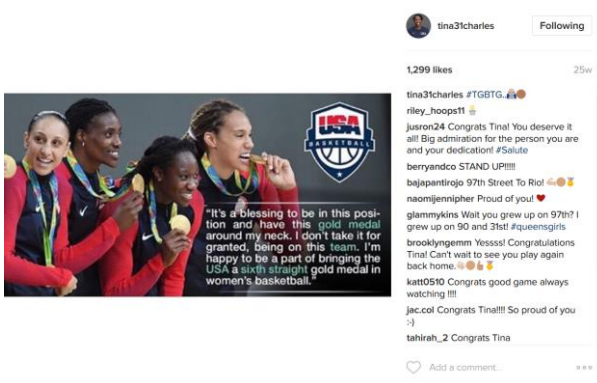 tina31charles
Following
1,299 likes
25w
tina31charles #TGBTG..
riley_hoops11
jusron24 Congrats Tina! You deserve it
all! Big admiration for the person you are
and your dedication! #Salute
berryandco STAND UP!!!!!
bajapantirojo 97th Street To Rio!
naomijennipher Proud of you!
glammykins Wait you grew up on 97th? I
grew up on 90 and 31st! #queensgirls
brooklyngemm Yessss! Congratulations
Tina! Can't wait to see you play again
back home.
katt0510 Congrats good game always
watching !!!!
jac.col Congrats Tina!!!! So proud of you
:-)
tahirah_2 Congrats Tina
Add a comment...
USA
BASKETBALL
"It's a blessing to be in this posi-
tion and have this gold medal
around my neck. I don't take it for
granted, being on this team. I'm
happy to be a part of bringing the
USA a sixth straight gold medal in
women's basketball."